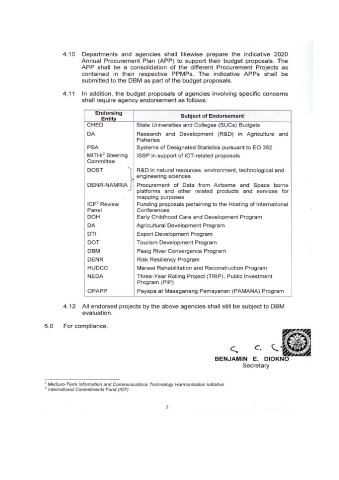 4.10 Departments and agencies shall likewise prepare the indicative 2020
Annual Procurement Plan (APP) to support their budget proposals. The
APP shall be a consolidation of the different Procurement Projects as
contained in their respective PPMPs. The indicative APPs shall be
submitted to the DBM as part of the budget proposals.
4.11 In addition, the budget proposals of agencies involving specific concerns
shall require agency endorsement as follows:
Endorsing Subject of Endorsement
Entity
CHED State Universities and Colleges (SUCs) Budgets
DA Research and Development (R&D) in Agriculture and
Fisheries
PSA Systems of Designated Statistics pursuant to EO 352
MITHI² Steering ISSP in support of ICT-related proposals
Committee
DOST R&D in natural resources, environment, technological and
engineering sciences
DENR-NAMRIA Procurement of Data from Airborne and Space borne
platforms and other related products and services for
mapping purposes
ICF³ Review Funding proposals pertaining to the Hosting of International
Panel Conferences
DOH Early Childhood Care and Development Program
DA Agricultural Development Program
DTI Export Development Program
DOT Tourism Development Program
DBM Pasig River Convergence Program
DENR Risk Resiliency Program
HUDCC Marawi Rehabilitation and Reconstruction Program
NEDA Three-Year Rolling Project (TRIP), Public Investment
Program (PIP)
OPAPP Payapa at Masaganang Pamayanan (PAMANA) Program
4.12 All endorsed projects by the above agencies shall still be subject to DBM
evaluation.
5.0 For compliance.
BENJAMIN E. DIOKNO
Secretary
² Medium-Term Information and Communications Technology Harmonization Initiative
³ International Commitments Fund (ICF)